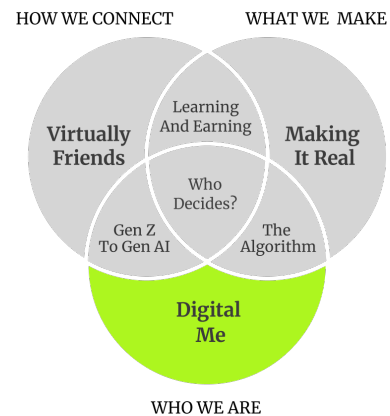 HOW WE CONNECT
WHAT WE MAKE
Learning
And Earning
Virtually
Friends
Making
It Real
Who
Decides?
Gen Z
To Gen AI
The
Algorithm
Digital
Me
WHO WE ARE